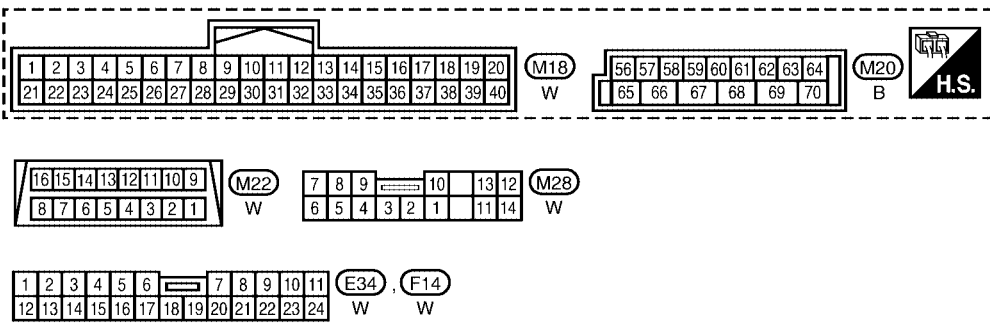 1 2 3 4 5 6 7 8 9 10 11 12 13 14 15 16 17 18 19 20 M18
21 22 23 24 25 26 27 28 29 30 31 32 33 34 35 36 37 38 39 40 W
56 57 58 59 60 61 62 63 64 M20
65 66 67 68 69 70 B
H.S.
16 15 14 13 12 11 10 9 M22
8 7 6 5 4 3 2 1 W
7 8 9 10 13 12 M28
6 5 4 3 2 1 11 14 W
1 2 3 4 5 6 7 8 9 10 11 E34 , F14
12 13 14 15 16 17 18 19 20 21 22 23 24 W W